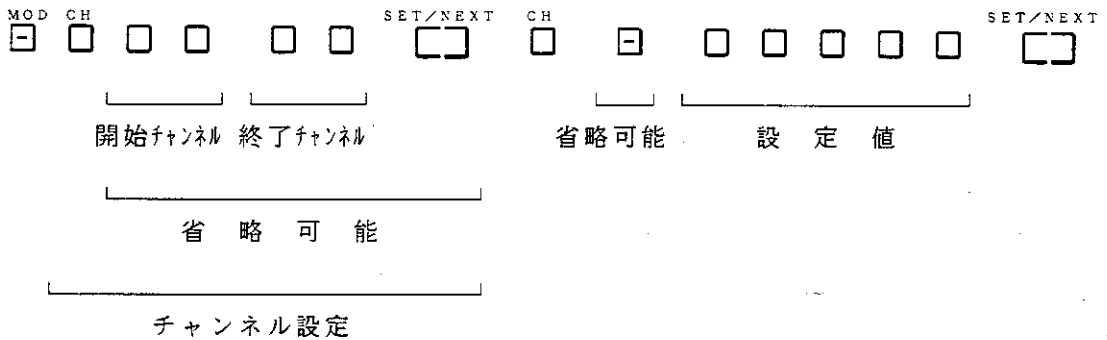 MOD CH SET/NEXT CH SET/NEXT
- -
開始チャンネル 終了チャンネル 省略可能 設定値
省略可能
チャンネル設定